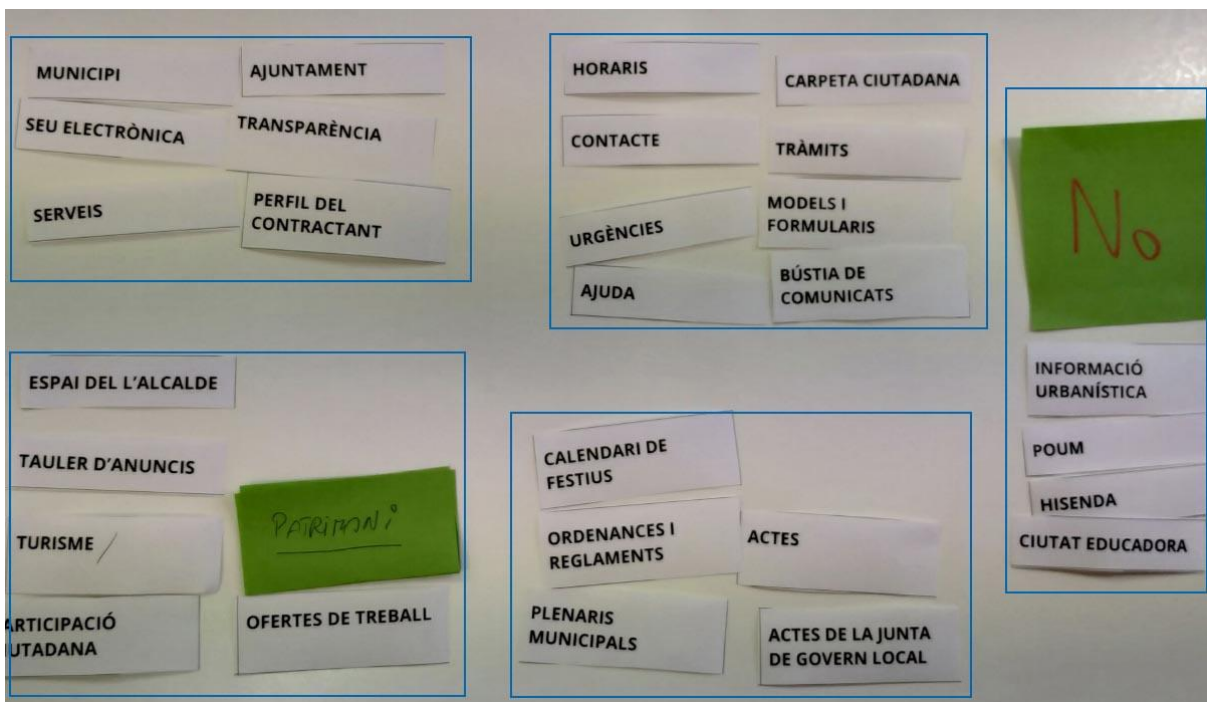 MUNICIPI
AJUNTAMENT
SEU ELECTRÒNICA
TRANSPARÈNCIA
SERVEIS
PERFIL DEL
CONTRACTANT
HORARIS
CARPETA CIUTADANA
CONTACTE
TRÀMITS
URGÈNCIES
MODELS I
FORMULARIS
AJUDA
BÚSTIA DE
COMUNICATS
No
INFORMACIÓ
URBANÍSTICA
POUM
HISENDA
CIUTAT EDUCADORA
ESPAI DEL L'ALCALDE
TAULER D'ANUNCIS
TURISME /
PATRIMONI
ARTICIPACIÓ
UTADANA
OFERTES DE TREBALL
CALENDARI DE
FESTIUS
ORDENANCES I
REGLAMENTS
ACTES
PLENARIS
MUNICIPALS
ACTES DE LA JUNTA
DE GOVERN LOCAL